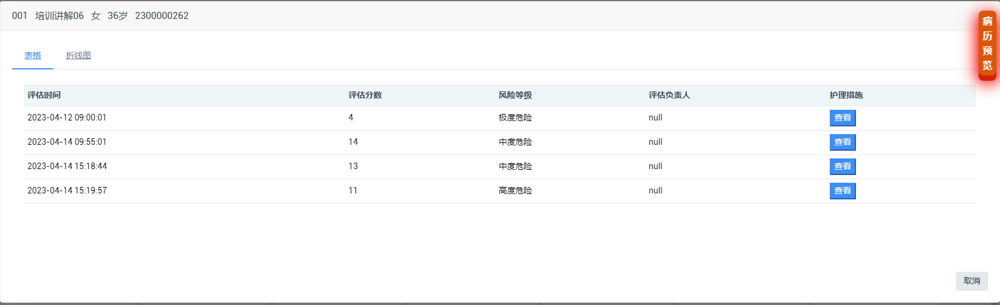 001 培训讲解06 女 36岁 2300000262
病历预览
表格 折线图
评估时间 评估分数 风险等级 评估负责人 护理措施
2023-04-12 09:00:01 4 极度危险 null 查看
2023-04-14 09:55:01 14 中度危险 null 查看
2023-04-14 15:18:44 13 中度危险 null 查看
2023-04-14 15:19:57 11 高度危险 null 查看
取消